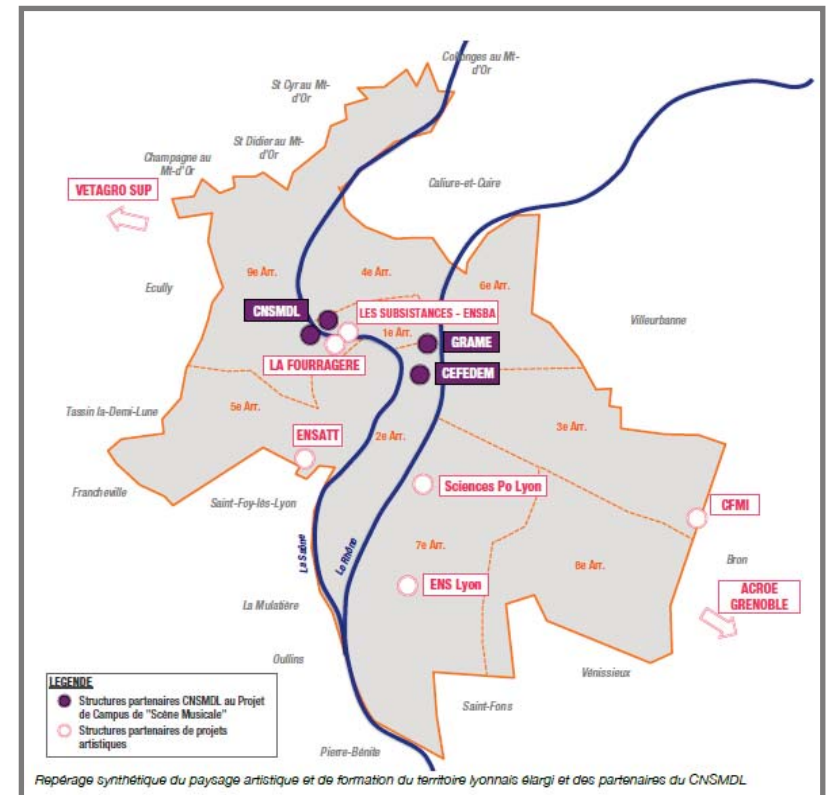 Collonges au Mt-
d'Or
St Cyr au Mt-
d'Or
St Didier au Mt-
d'Or
Champagne au
Mt-d'Or
VETAGRO SUP
Caliure-et-Cuire
Ecully
9e Arr.
4e Arr.
6e Arr.
Villeurbanne
CNSMDL
LES SUBSISTANCES - ENSBA
1e Arr.
GRAME
LA FOURRAGERE
CEFEDEM
Tassin la-Demi-Lune
5e Arr.
2e Arr.
3e Arr.
ENSATT
Francheville
Saint-Foy-lés-Lyon
Sciences Po Lyon
CFMI
La Saône
Le Rhône
7e Arr.
8e Arr.
Bron
ENS Lyon
ACROE
GRENOBLE
La Mulatière
Oullins
Vénissieux
Saint-Fons
Pierre-Bénite
LEGENDE
Structures partenaires CNSMDL au Projet
de Campus de "Scène Musicale"
Structures partenaires de projets
artistiques
Repérage synthétique du paysage artistique et de formation du territoire lyonnais élargi et des partenaires du CNSMDL